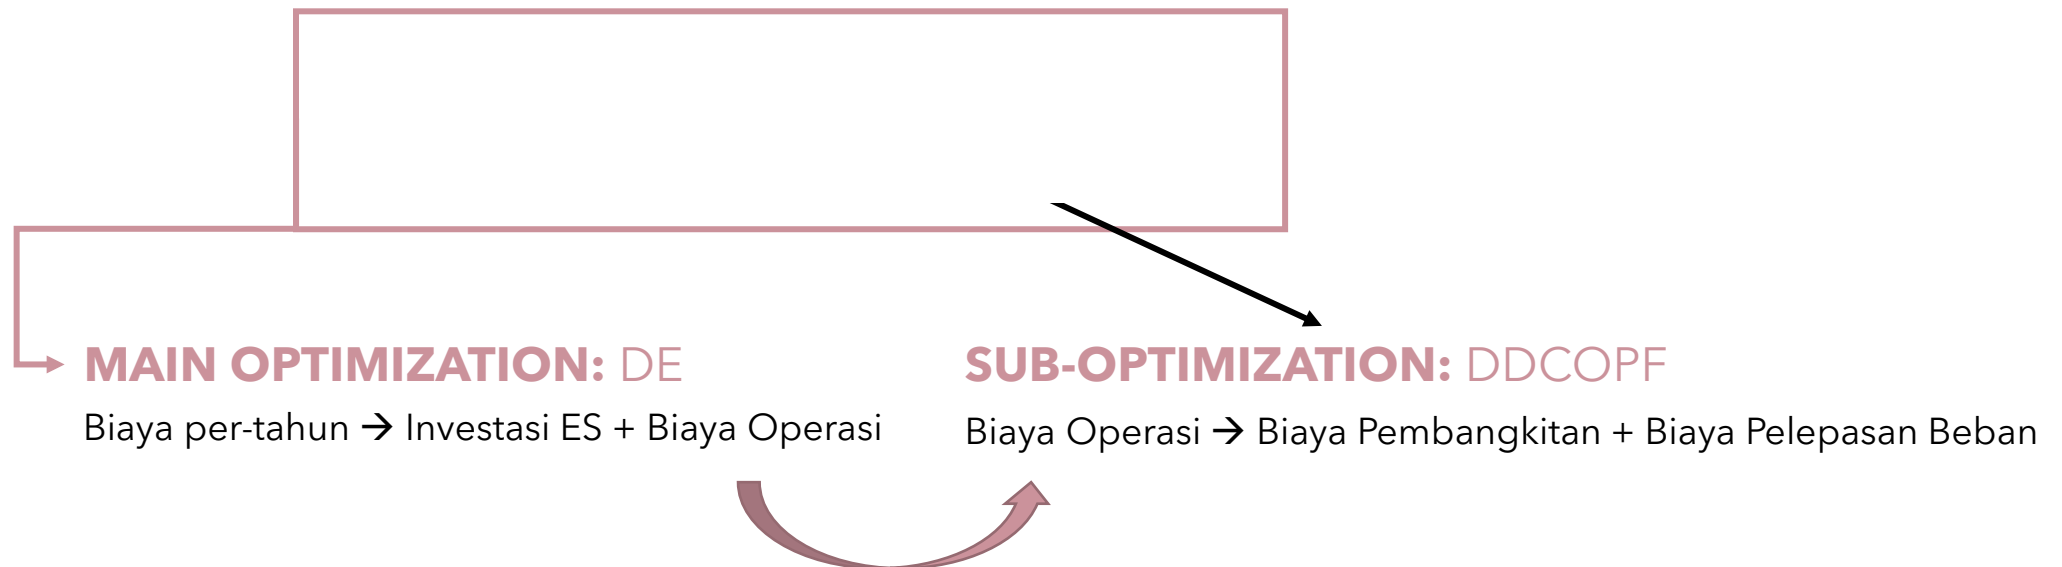 MAIN OPTIMIZATION: DE
Biaya per-tahun → Investasi ES + Biaya Operasi
SUB-OPTIMIZATION: DDCOPF
Biaya Operasi → Biaya Pembangkitan + Biaya Pelepasan Beban